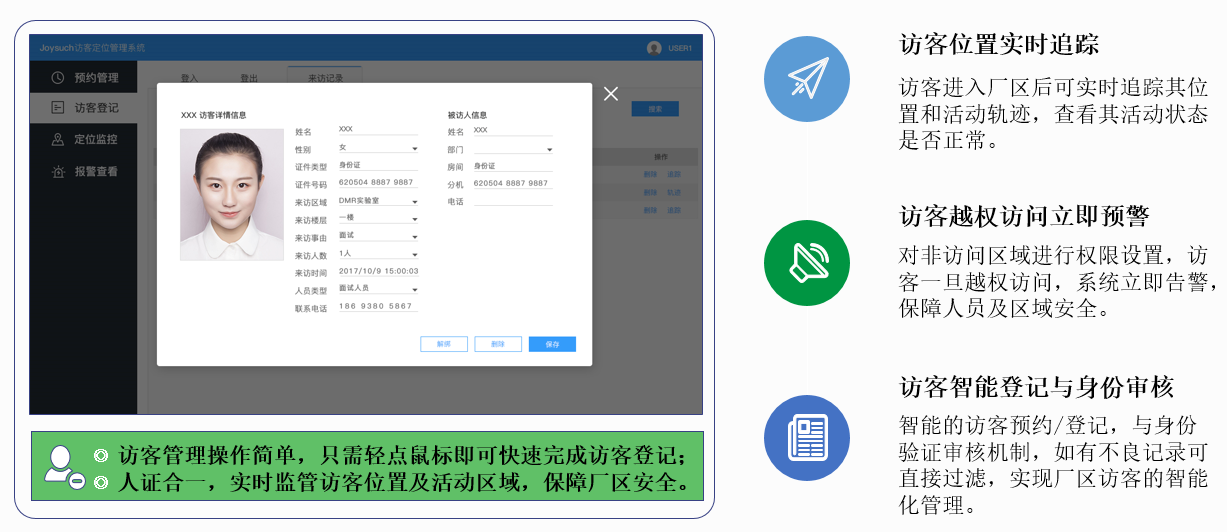 Joysuch访客定位管理系统
USER1
预约管理
访客登记
定位监控
报警查看
登入
登出
来访记录
搜索
操作
删除 追踪
删除 轨迹
删除 追踪
XXX 访客详情信息
姓名 XXX
性别 女
证件类型 身份证
证件号码 620504 8887 9887
来访区域 DMR实验室
来访楼层 一楼
来访事由 面试
来访人数 1人
来访时间 2017/10/9 15:00:03
人员类型 面试人员
联系电话 186 9380 5867
被访人信息
姓名 XXX
部门
房间 身份证
分机 620504 8887 9887
电话
解绑
删除
保存
访客管理操作简单，只需轻点鼠标即可快速完成访客登记；
人证合一，实时监管访客位置及活动区域，保障厂区安全。
访客位置实时追踪
访客进入厂区后可实时追踪其位
置和活动轨迹，查看其活动状态
是否正常。
访客越权访问立即预警
对非访问区域进行权限设置，访
客一旦越权访问，系统立即告警，
保障人员及区域安全。
访客智能登记与身份审核
智能的访客预约/登记，与身份
验证审核机制，如有不良记录可
直接过滤，实现厂区访客的智能
化管理。